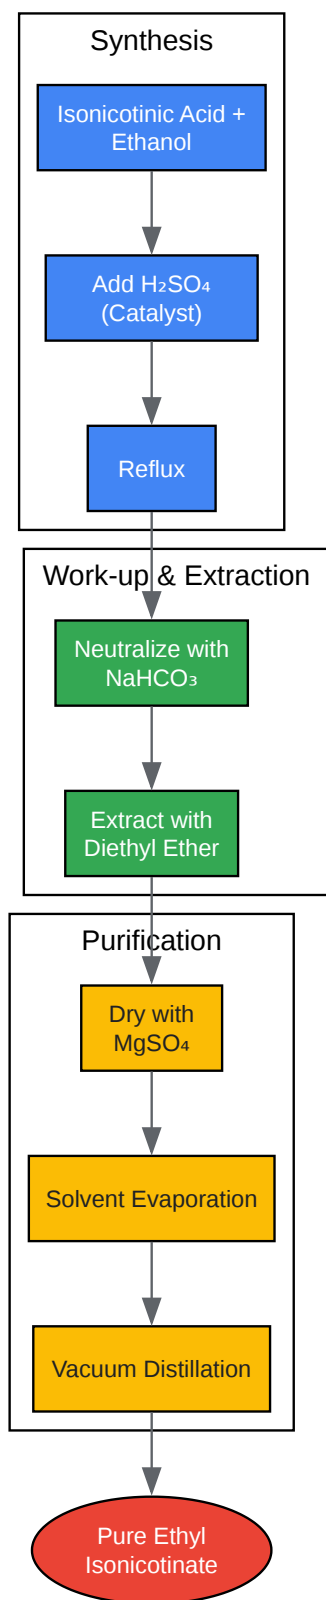 Synthesis
Isonicotinic Acid +
Ethanol
Add H₂SO₄
(Catalyst)
Reflux
Work-up & Extraction
Neutralize with
NaHCO₃
Extract with
Diethyl Ether
Purification
Dry with
MgSO₄
Solvent Evaporation
Vacuum Distillation
Pure Ethyl
Isonicotinate